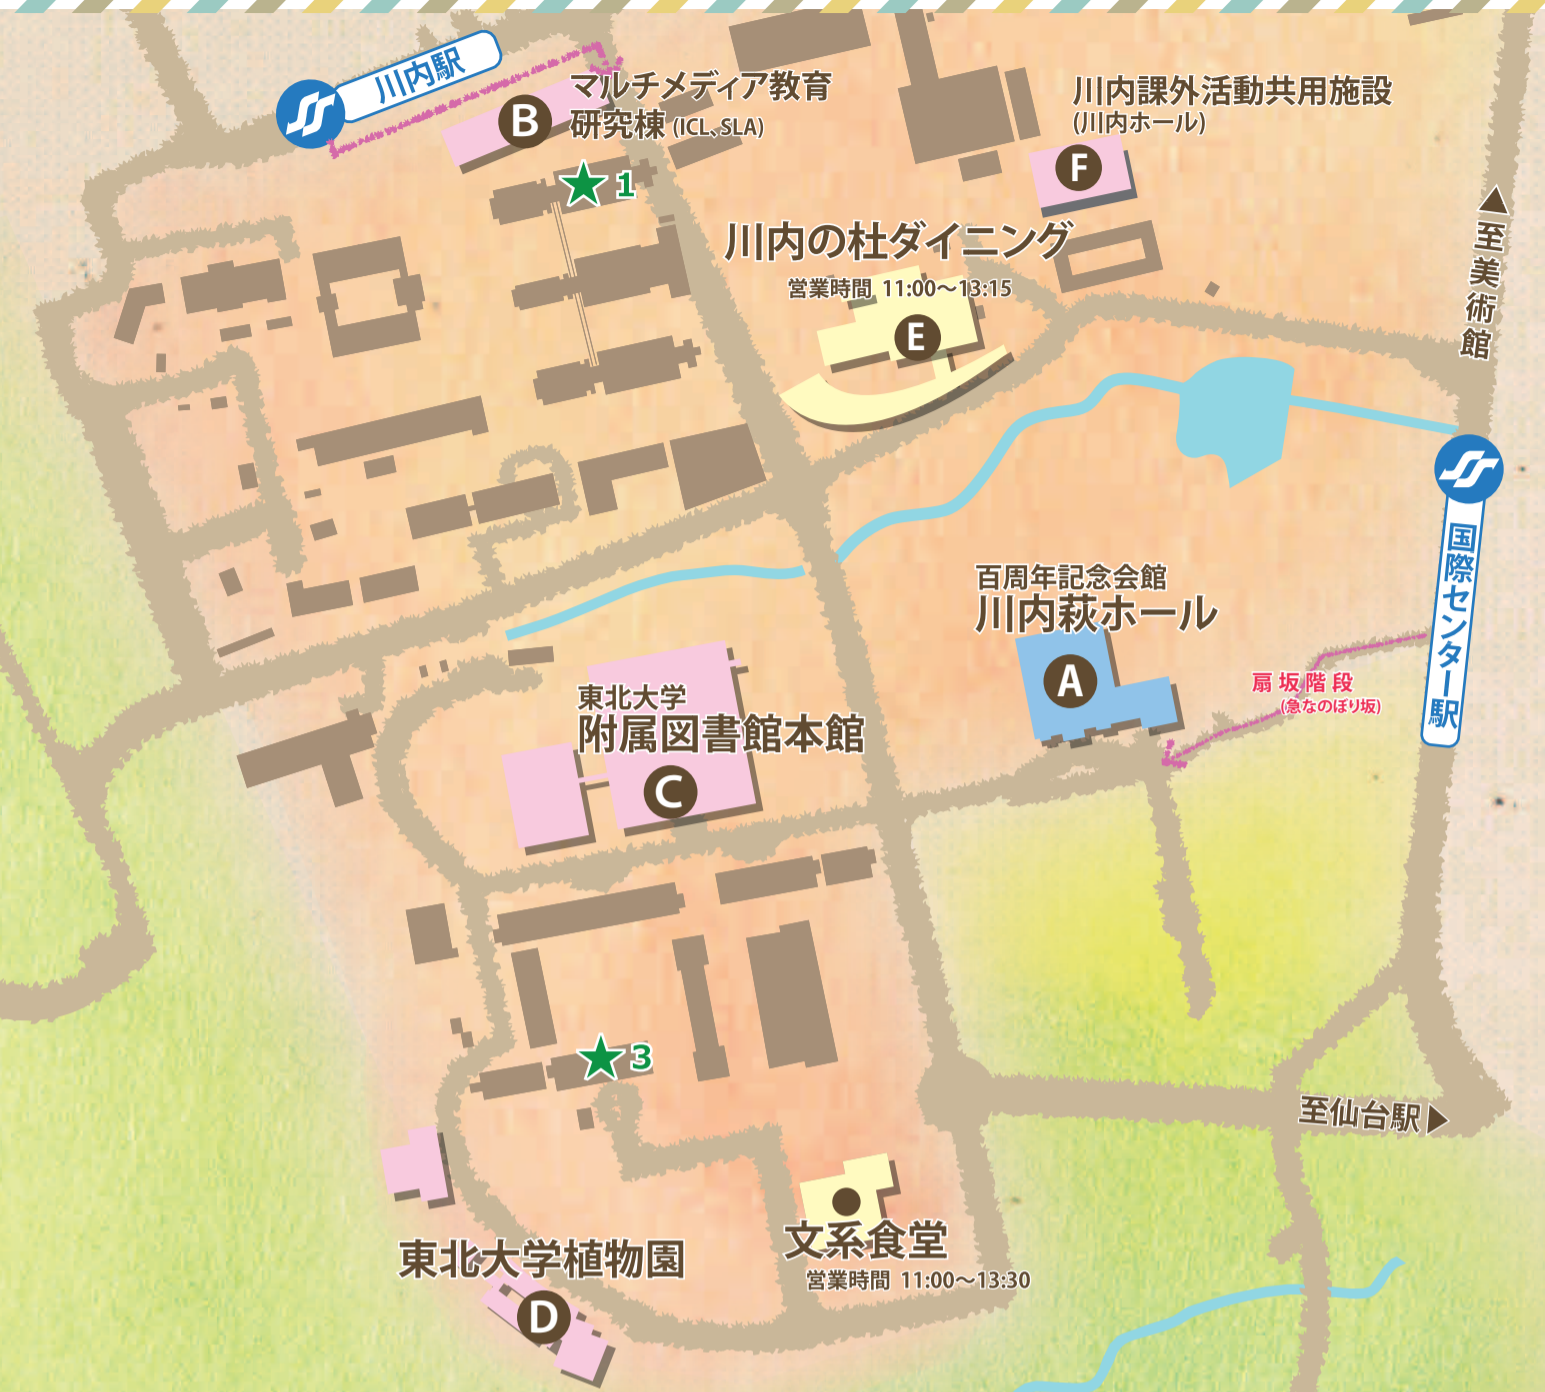 川内駅
B
マルチメディア教育
研究棟 (ICL、SLA)
★1
川内課外活動共用施設
(川内ホール)
F
川内の杜ダイニング
営業時間 11:00～13:15
E
▲至美術館
国際センター駅
百周年記念会館
川内萩ホール
A
扇坂階段
(急なのぼり坂)
東北大学
附属図書館本館
C
★3
至仙台駅▶
文系食堂
営業時間 11:00～13:30
東北大学植物園
D